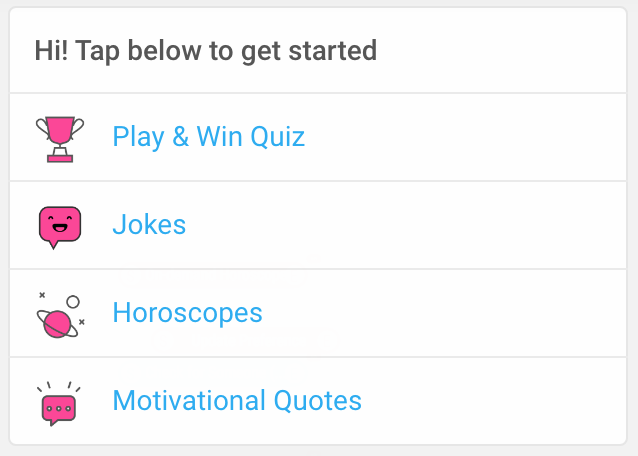 Hi! Tap below to get started
Play & Win Quiz
Jokes
Horoscopes
Motivational Quotes